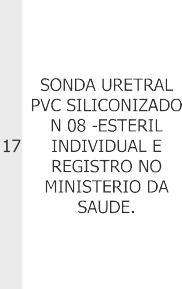 SONDA URETRAL
PVC SILICONIZADO
N 08 -ESTERIL
17 INDIVIDUAL E
REGISTRO NO
MINISTERIO DA
SAUDE.